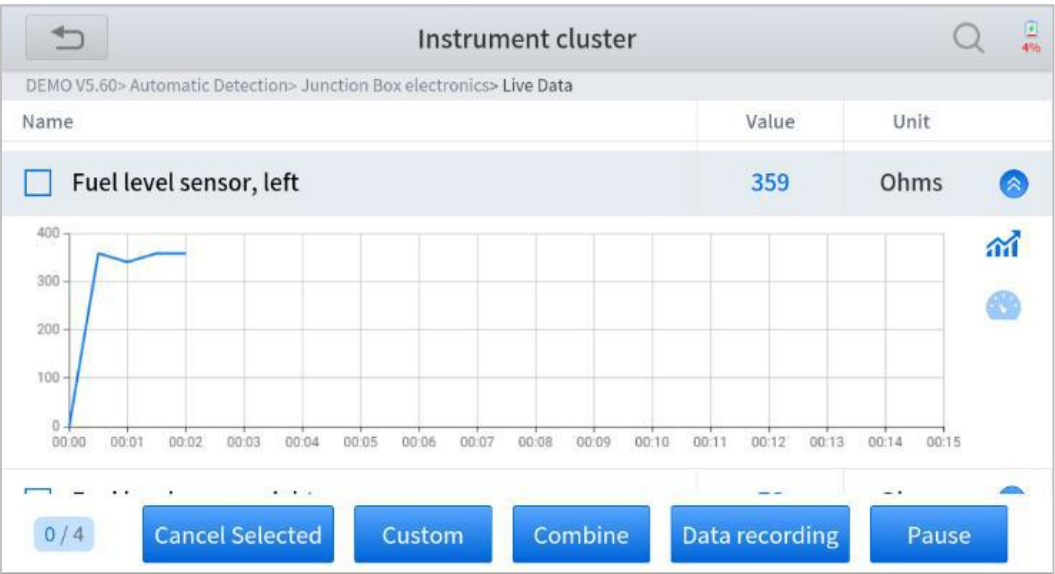 Instrument cluster
4%
DEMO V5.60> Automatic Detection> Junction Box electronics> Live Data
Name Value Unit
Fuel level sensor, left 359 Ohms
400
300
200
100
0
00:00 00:01 00:02 00:03 00:04 00:05 00:06 00:07 00:08 00:09 00:10 00:11 00:12 00:13 00:14 00:15
0 / 4 Cancel Selected Custom Combine Data recording Pause